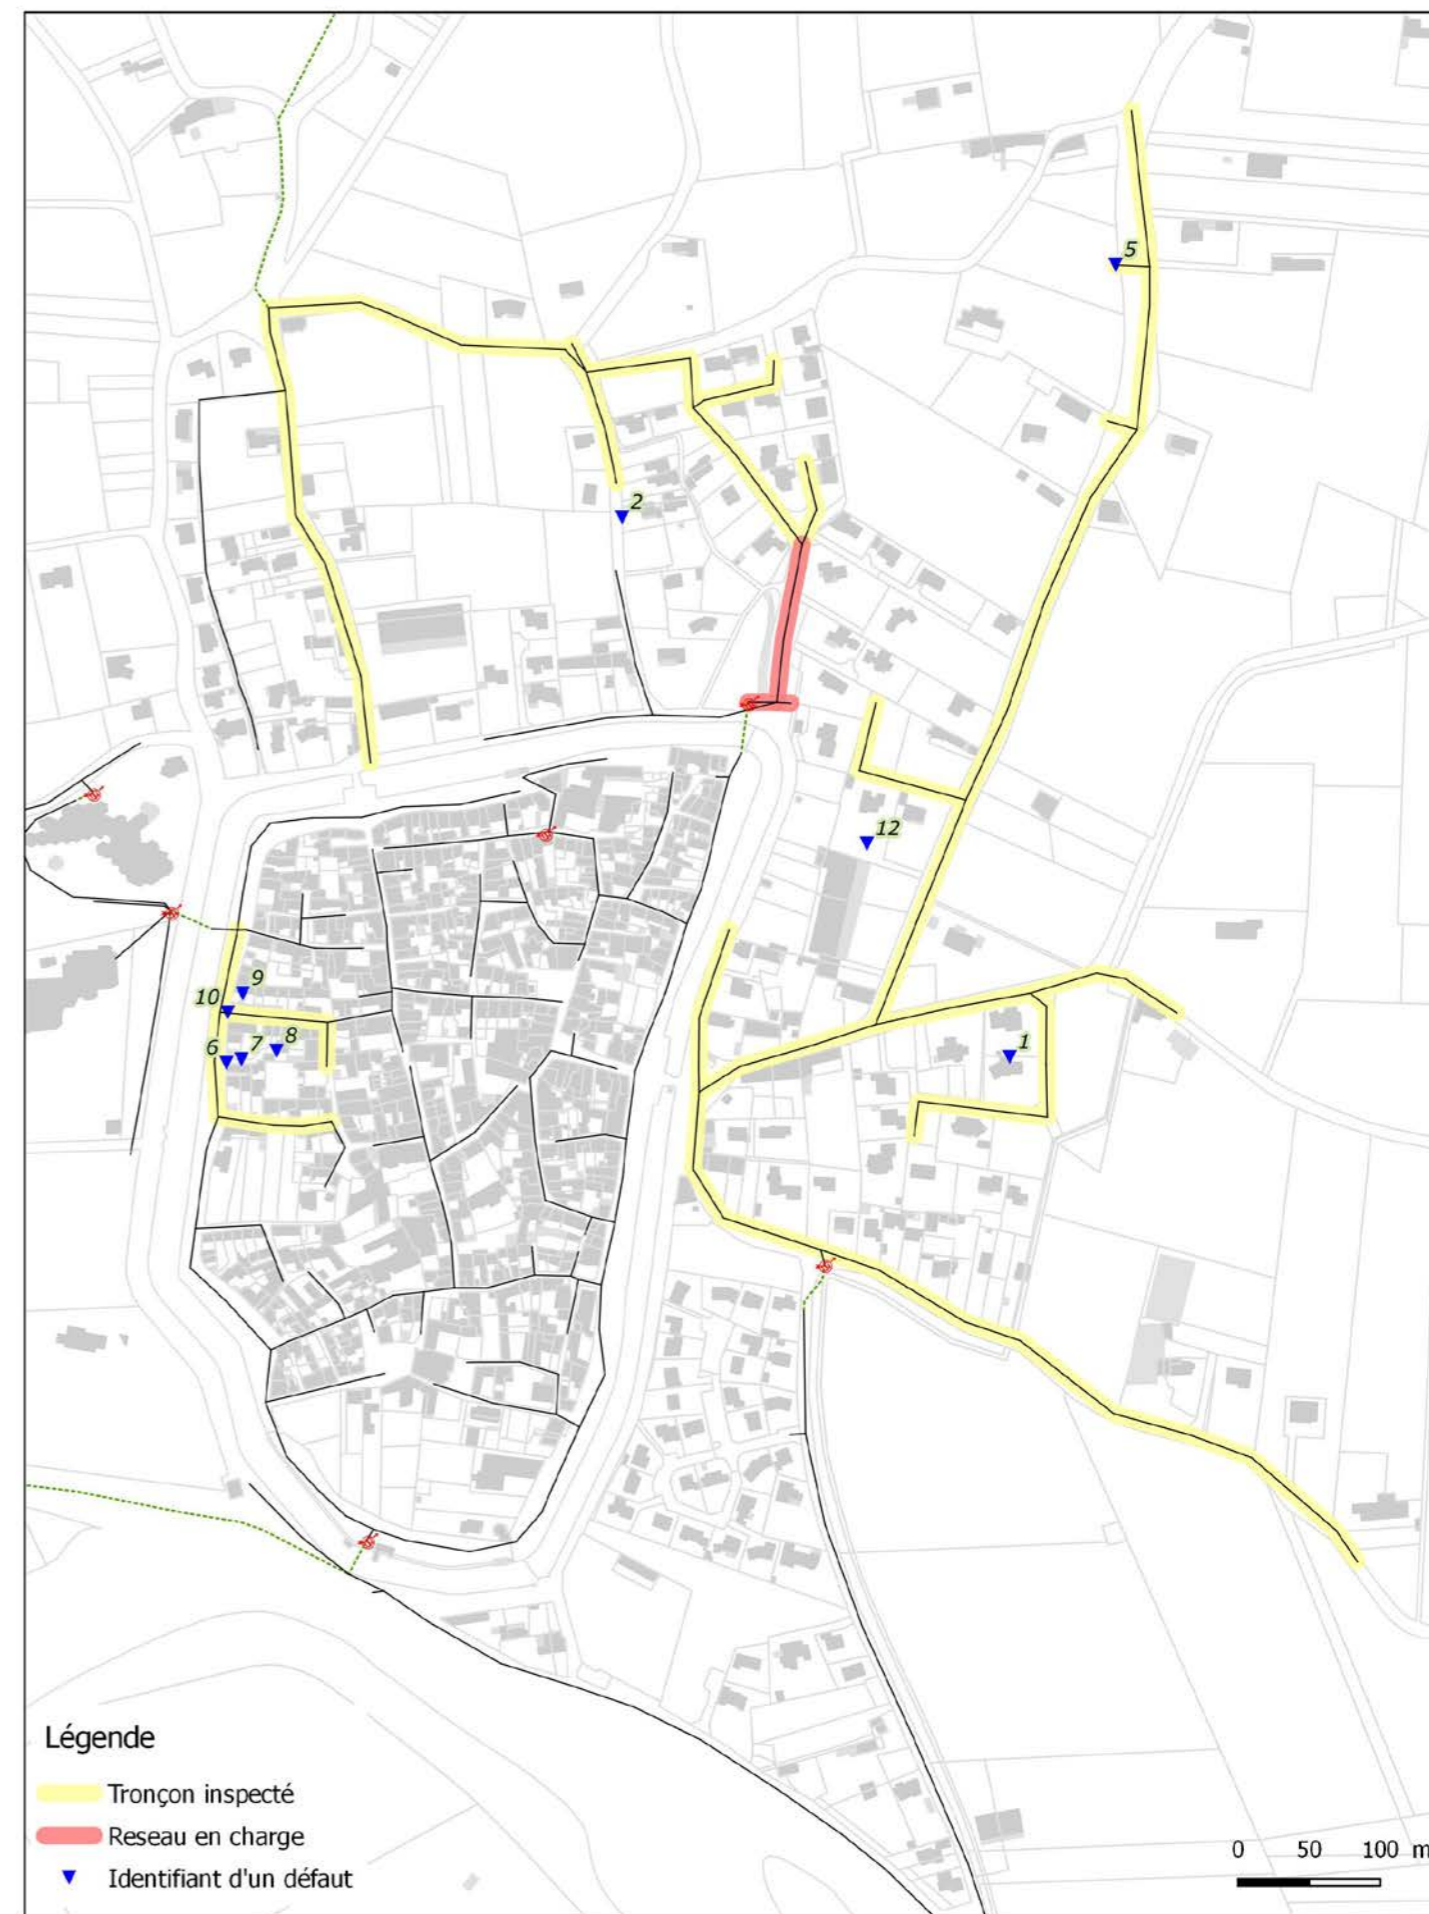 5
2
12
9
10
8
7
6
1
Légende
Tronçon inspecté
Reseau en charge
Identifiant d'un défaut
0 50 100 m